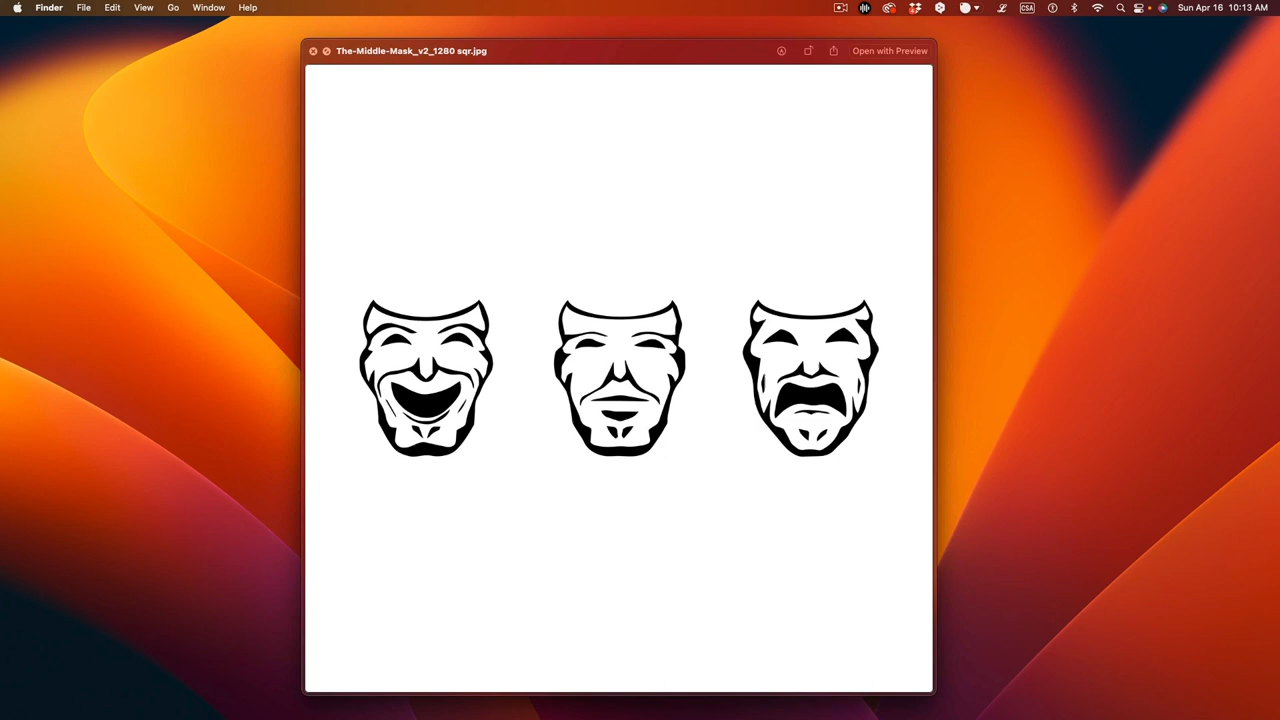 Finder File Edit View Go Window Help
CSA
Sun Apr 16 10:13 AM
The-Middle-Mask_v2_1280 sqr.jpg
Open with Preview